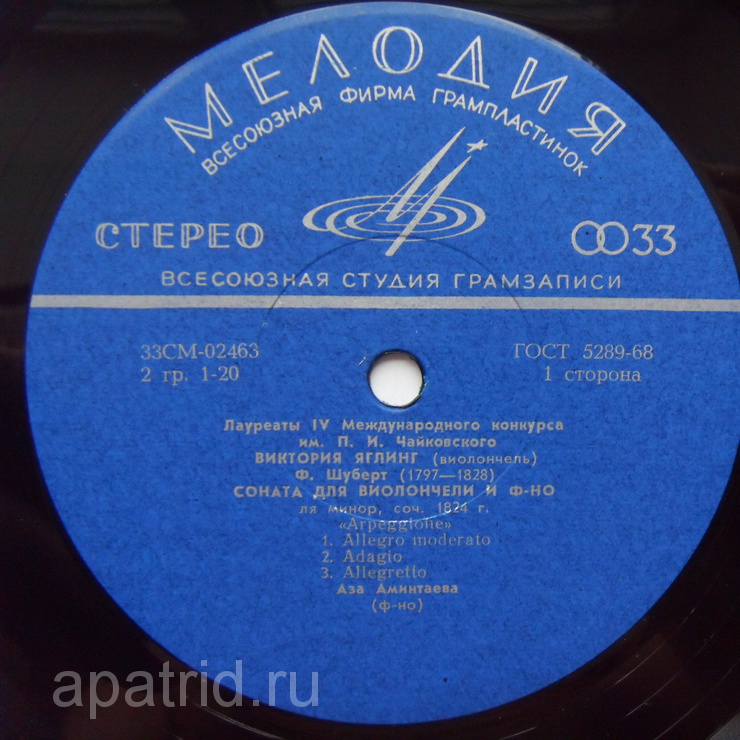 МЕЛОДИЯ
ВСЕСОЮЗНАЯ ФИРМА ГРАМПЛАСТИНОК
СТЕРЕО
33
ВСЕСОЮЗНАЯ СТУДИЯ ГРАМЗАПИСИ
33СМ-02463
ГОСТ 5289-68
2 гр. 1-20
1 сторона
Лауреаты IV Международного конкурса
им. П. И. Чайковского
ВИКТОРИЯ ЯГЛИНГ (виолончель)
Ф. Шуберт (1797—1828)
СОНАТА ДЛЯ ВИОЛОНЧЕЛИ И Ф-НО
ля минор, соч. 1824 г.
«Arpeggione»
1. Allegro moderato
2. Adagio
3. Allegretto
Аза Аминтаева
(ф-но)
apatrid.ru